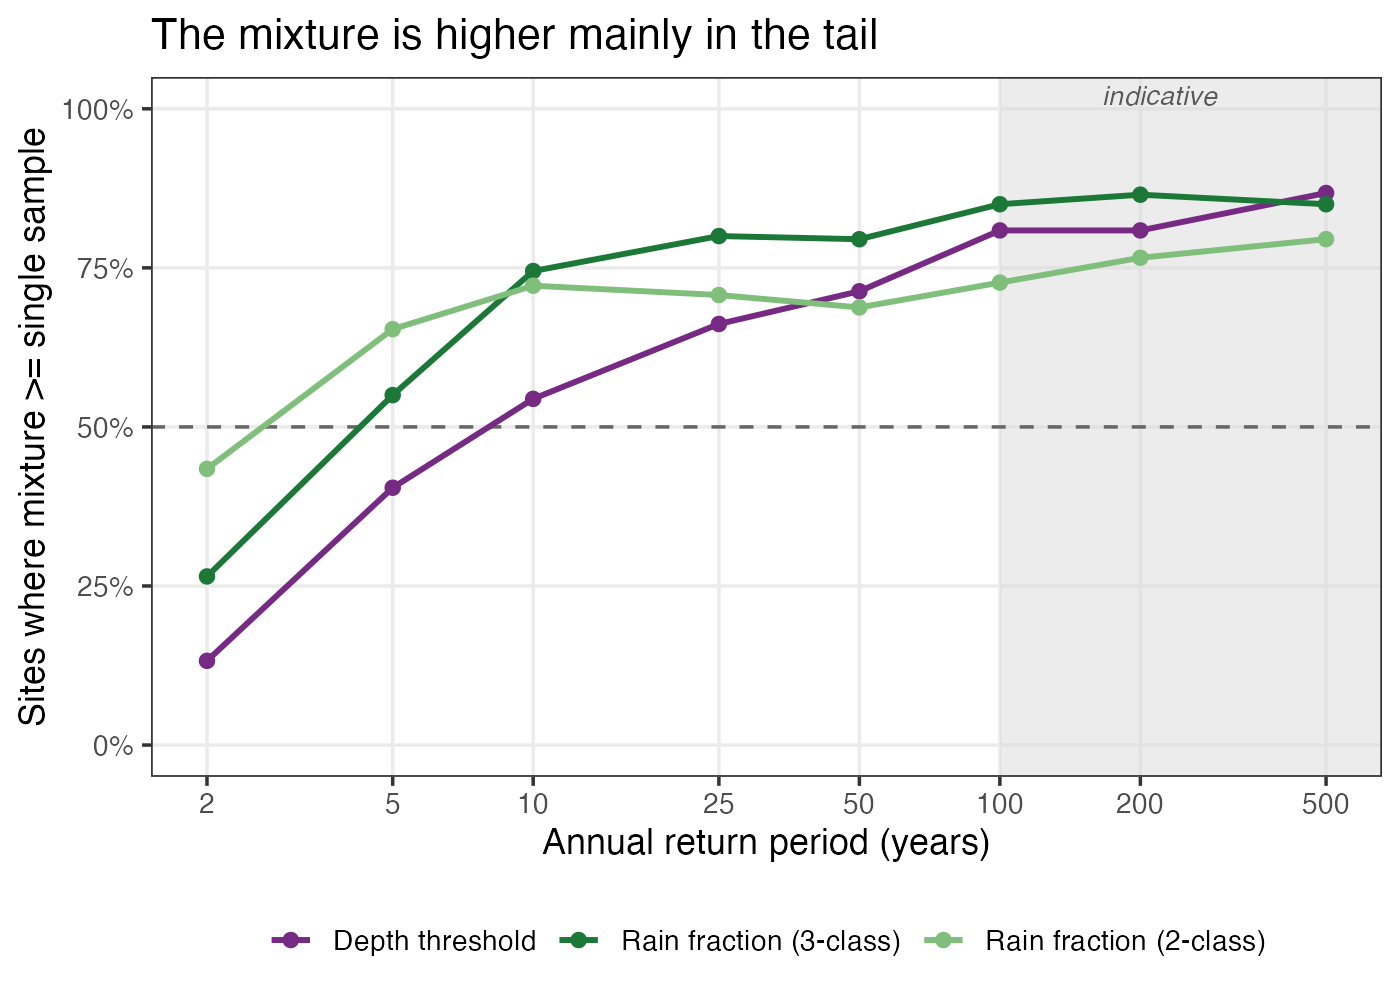 The mixture is higher mainly in the tail
indicative
Sites where mixture >= single sample
100%
75%
50%
25%
0%
2 5 10 25 50 100 200 500
Annual return period (years)
Depth threshold Rain fraction (3-class) Rain fraction (2-class)